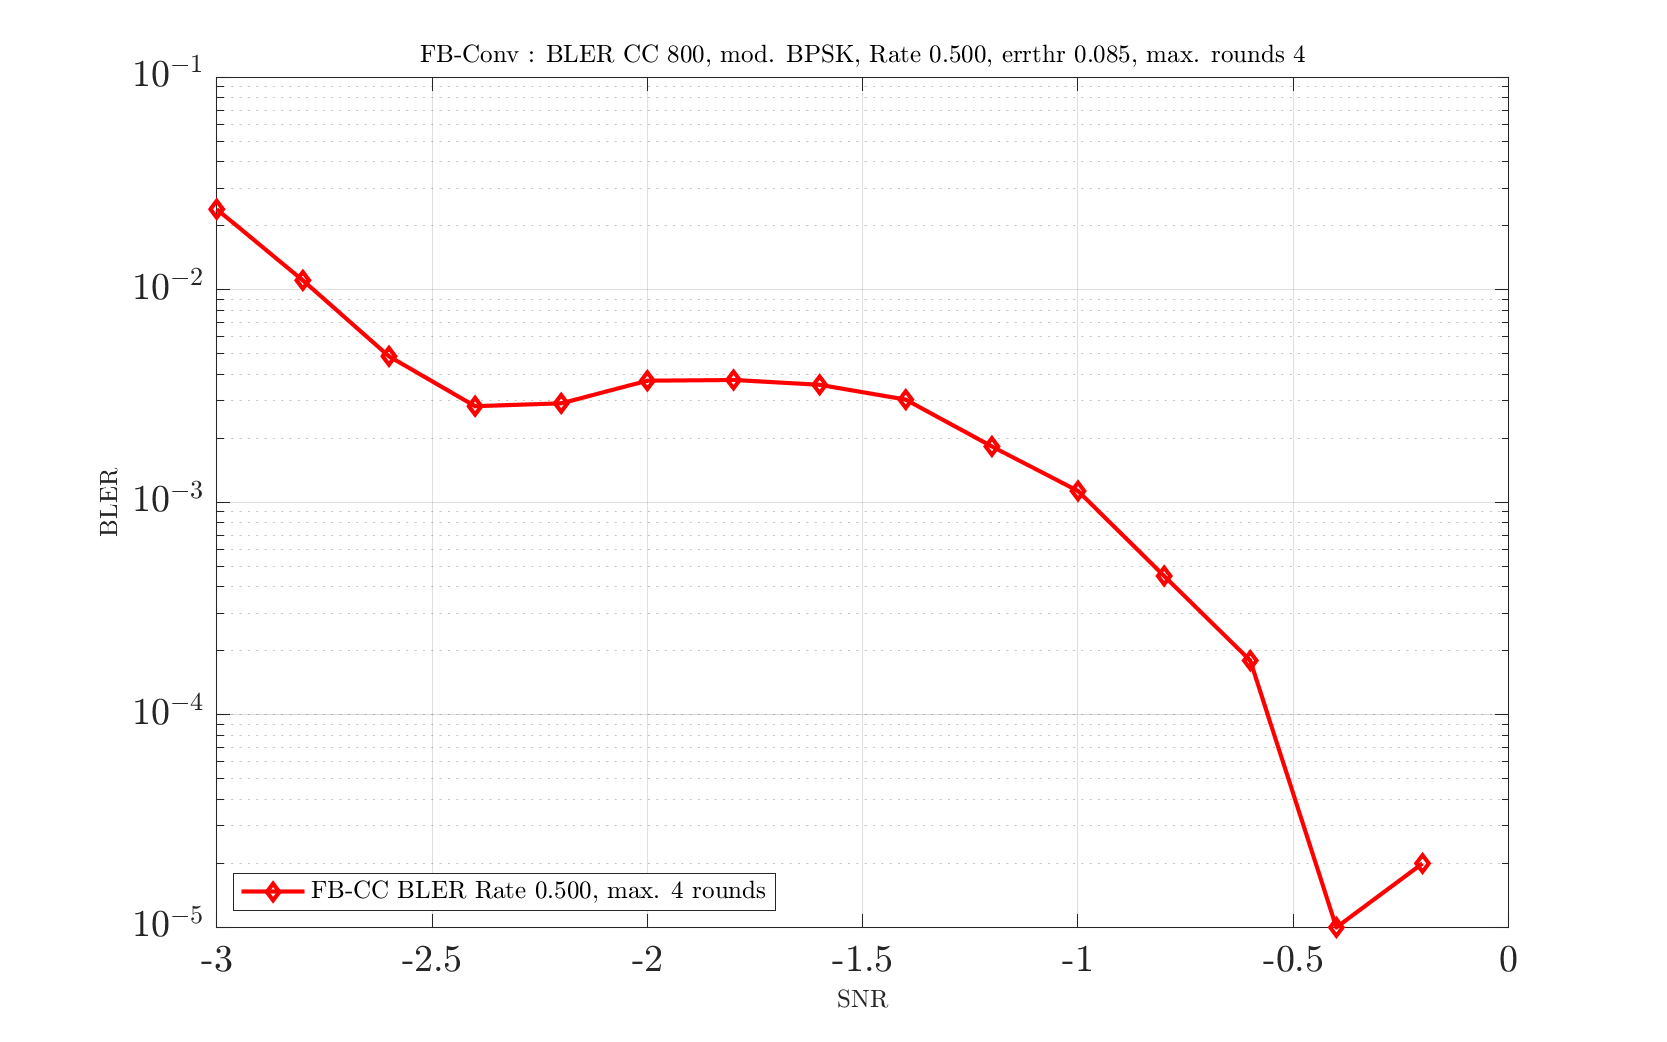 FB-Conv : BLER CC 800, mod. BPSK, Rate 0.500, errthr 0.085, max. rounds 4
10^{-1}
10^{-2}
10^{-3}
10^{-4}
10^{-5}
BLER
FB-CC BLER Rate 0.500, max. 4 rounds
-3 -2.5 -2 -1.5 -1 -0.5 0
SNR